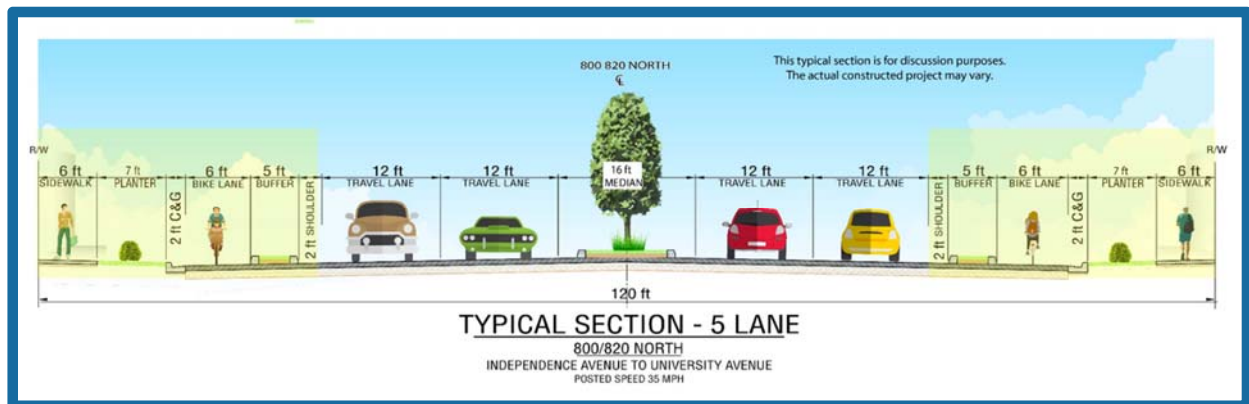 800 820 NORTH
℄
This typical section is for discussion purposes.
The actual constructed project may vary.
R/W
R/W
6 ft
7 ft
6 ft
5 ft
12 ft
12 ft
16 ft
12 ft
12 ft
5 ft
6 ft
7 ft
6 ft
SIDEWALK
PLANTER
2 ft C&G
BIKE LANE
BUFFER
2 ft SHOULDER
TRAVEL LANE
TRAVEL LANE
MEDIAN
TRAVEL LANE
TRAVEL LANE
2 ft SHOULDER
BUFFER
BIKE LANE
2 ft C&G
PLANTER
SIDEWALK
120 ft
TYPICAL SECTION - 5 LANE
800/820 NORTH
INDEPENDENCE AVENUE TO UNIVERSITY AVENUE
POSTED SPEED 35 MPH